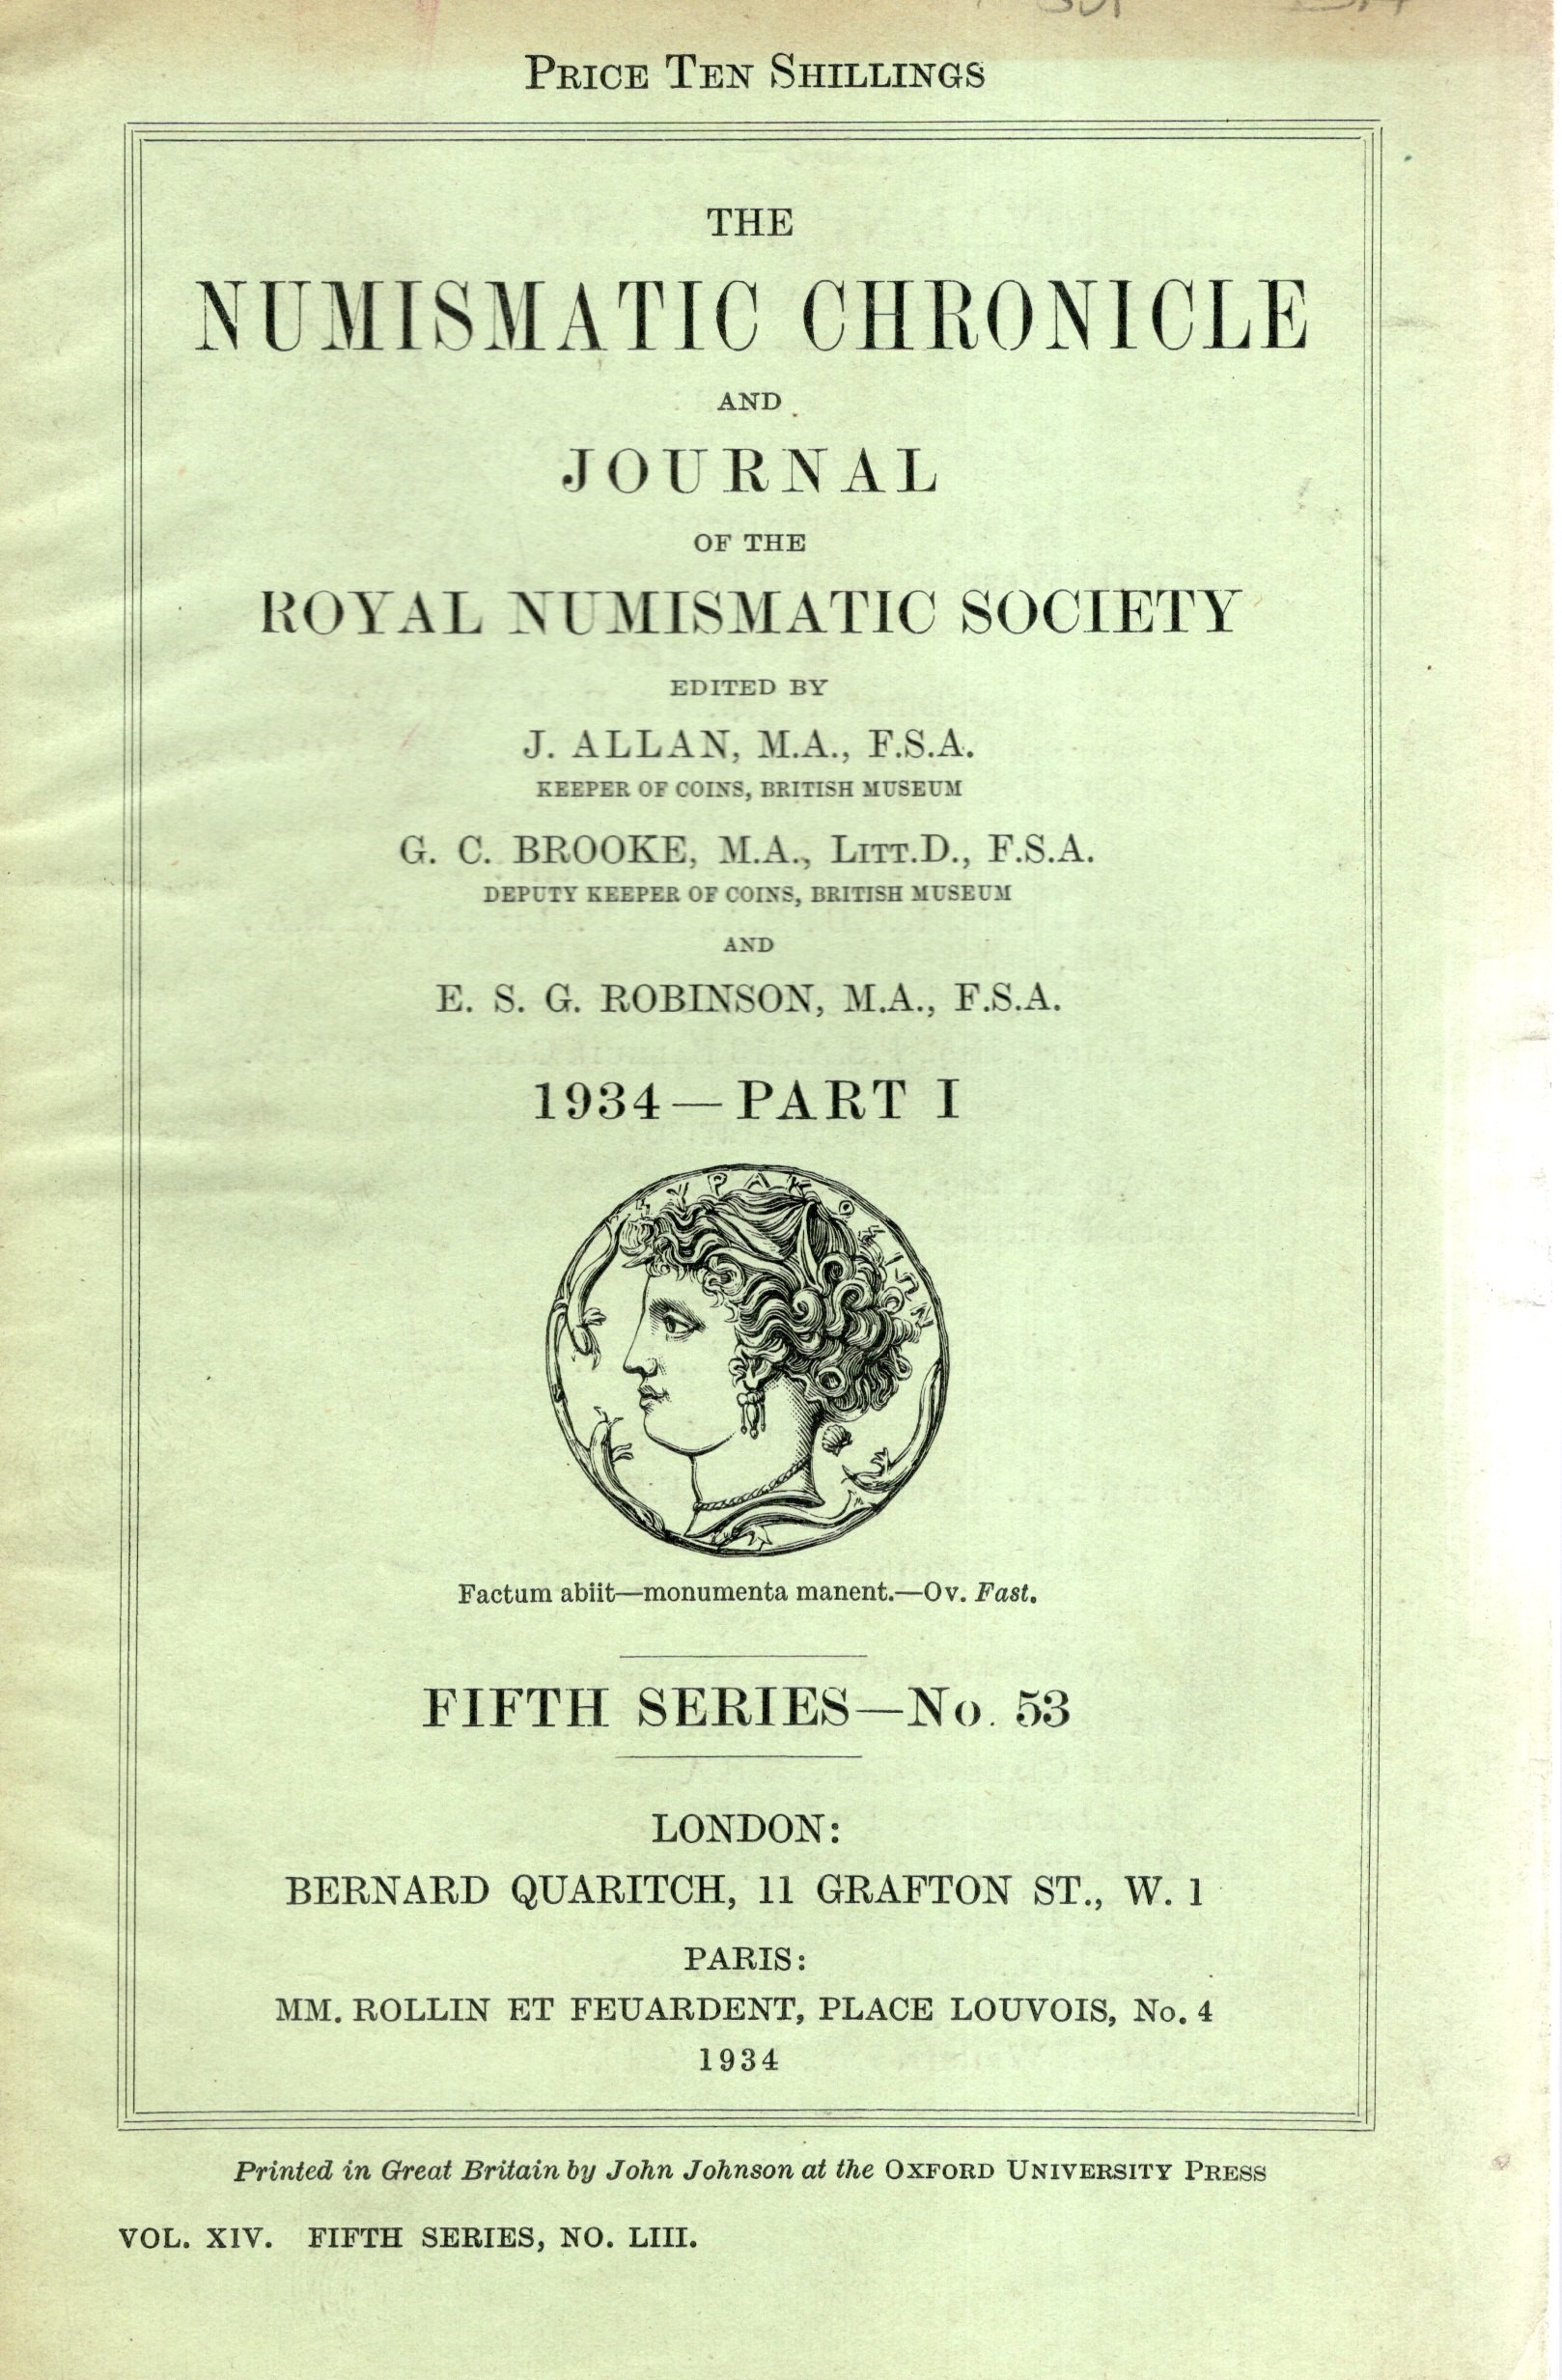 PRICE TEN SHILLINGS
THE
NUMISMATIC CHRONICLE
AND
JOURNAL
OF THE
ROYAL NUMISMATIC SOCIETY
EDITED BY
J. ALLAN, M.A., F.S.A.
KEEPER OF COINS, BRITISH MUSEUM
G. C. BROOKE, M.A., LITT.D., F.S.A.
DEPUTY KEEPER OF COINS, BRITISH MUSEUM
AND
E. S. G. ROBINSON, M.A., F.S.A.
1934—PART I
Factum abiit—monumenta manent.—Ov. Fast.
FIFTH SERIES—No. 53
LONDON:
BERNARD QUARITCH, 11 GRAFTON ST., W. 1
PARIS:
MM. ROLLIN ET FEUARDENT, PLACE LOUVOIS, No. 4
1934
Printed in Great Britain by John Johnson at the OXFORD UNIVERSITY PRESS
VOL. XIV. FIFTH SERIES, NO. LIII.